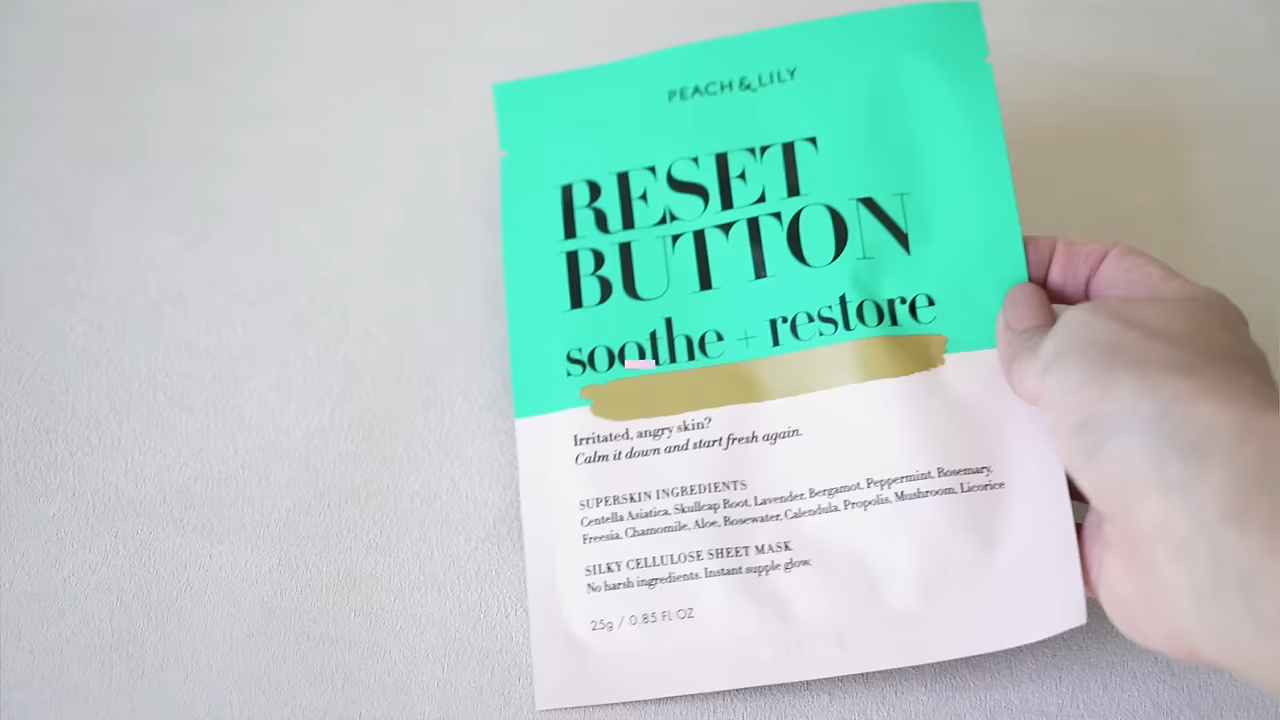 PEACH & LILY
RESET
BUTTON
soothe + restore
Irritated, angry skin?
Calm it down and start fresh again.
SUPERSKIN INGREDIENTS
Centella Asiatica, Skullcap Root, Lavender, Bergamot, Peppermint, Rosemary,
Freesia, Chamomile, Aloe, Rosewater, Calendula, Propolis, Mushroom, Licorice
SILKY CELLULOSE SHEET MASK
No harsh ingredients. Instant supple glow.
25g / 0.85 FL OZ